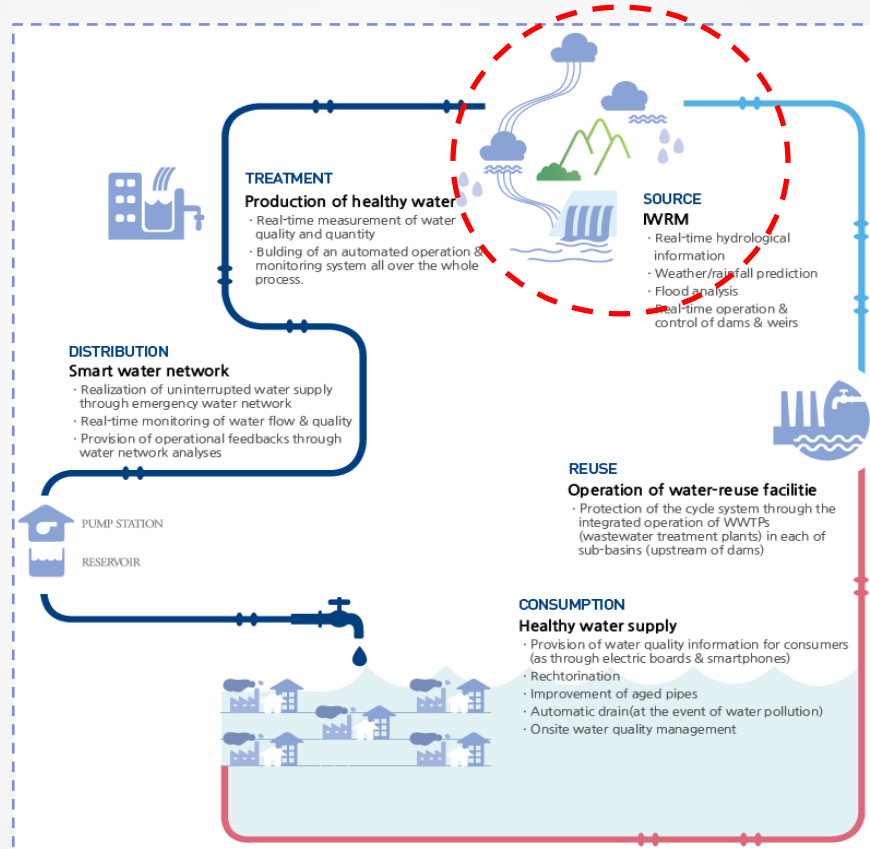 TREATMENT
Production of healthy water
· Real-time measurement of water
quality and quantity
· Bulding of an automated operation &
monitoring system all over the whole
process.
SOURCE
IWRM
· Real-time hydrological
information
· Weather/rainfall prediction
· Flood analysis
· Real-time operation &
control of dams & weirs
DISTRIBUTION
Smart water network
· Realization of uninterrupted water supply
through emergency water network
· Real-time monitoring of water flow & quality
· Provision of operational feedbacks through
water network analyses
PUMP STATION
RESERVOIR
REUSE
Operation of water-reuse facilitie
· Protection of the cycle system through the
integrated operation of WWTPs
(wastewater treatment plants) in each of
sub-basins (upstream of dams)
CONSUMPTION
Healthy water supply
· Provision of water quality information for consumers
(as through electric boards & smartphones)
· Rechtorination
· Improvement of aged pipes
· Automatic drain(at the event of water pollution)
· Onsite water quality management